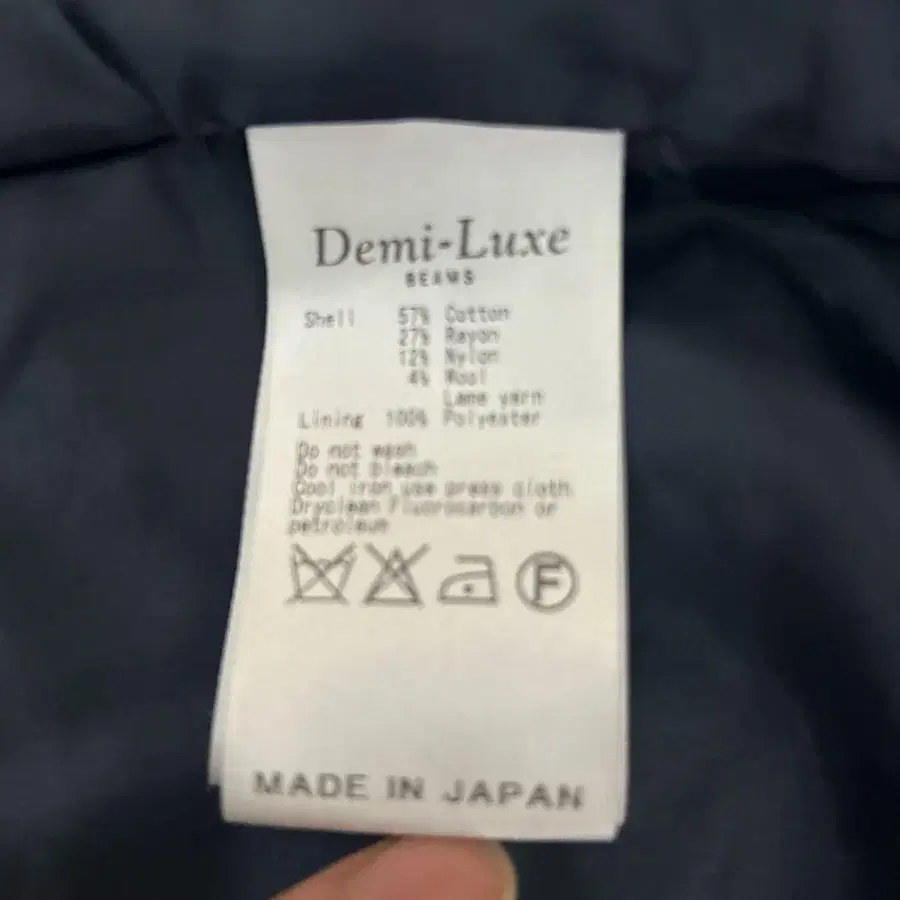 Demi-Luxe
BEAMS
Shell 57% Cotton
27% Rayon
12% Nylon
4% Wool
Lame yarn
Lining 100% Polyester
Do not wash
Do not bleach
Cool iron use press cloth
Dryclean Fluorocarbon or
petroleum
F
MADE IN JAPAN